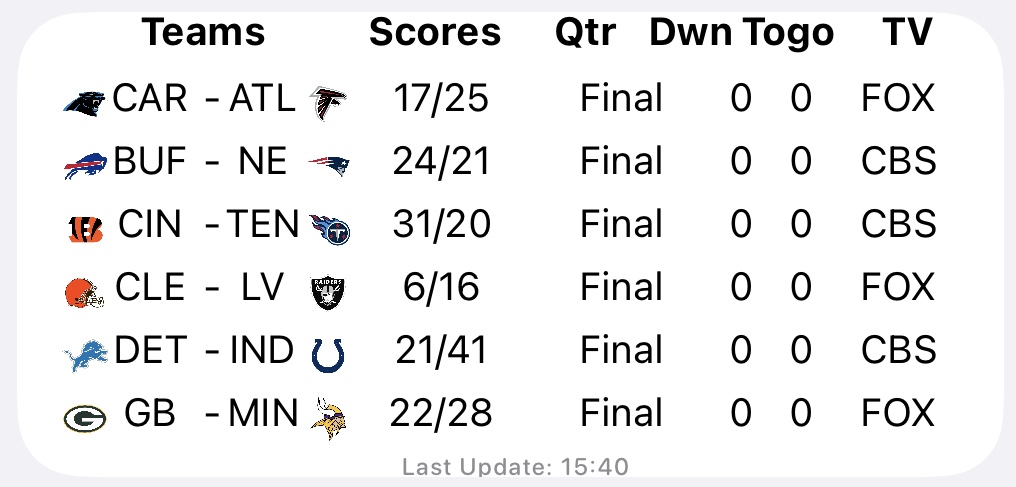 Teams Scores Qtr Dwn Togo TV
CAR - ATL 17/25 Final 0 0 FOX
BUF - NE 24/21 Final 0 0 CBS
CIN - TEN 31/20 Final 0 0 CBS
CLE - LV RAIDERS 6/16 Final 0 0 FOX
DET - IND 21/41 Final 0 0 CBS
GB - MIN 22/28 Final 0 0 FOX
Last Update: 15:40